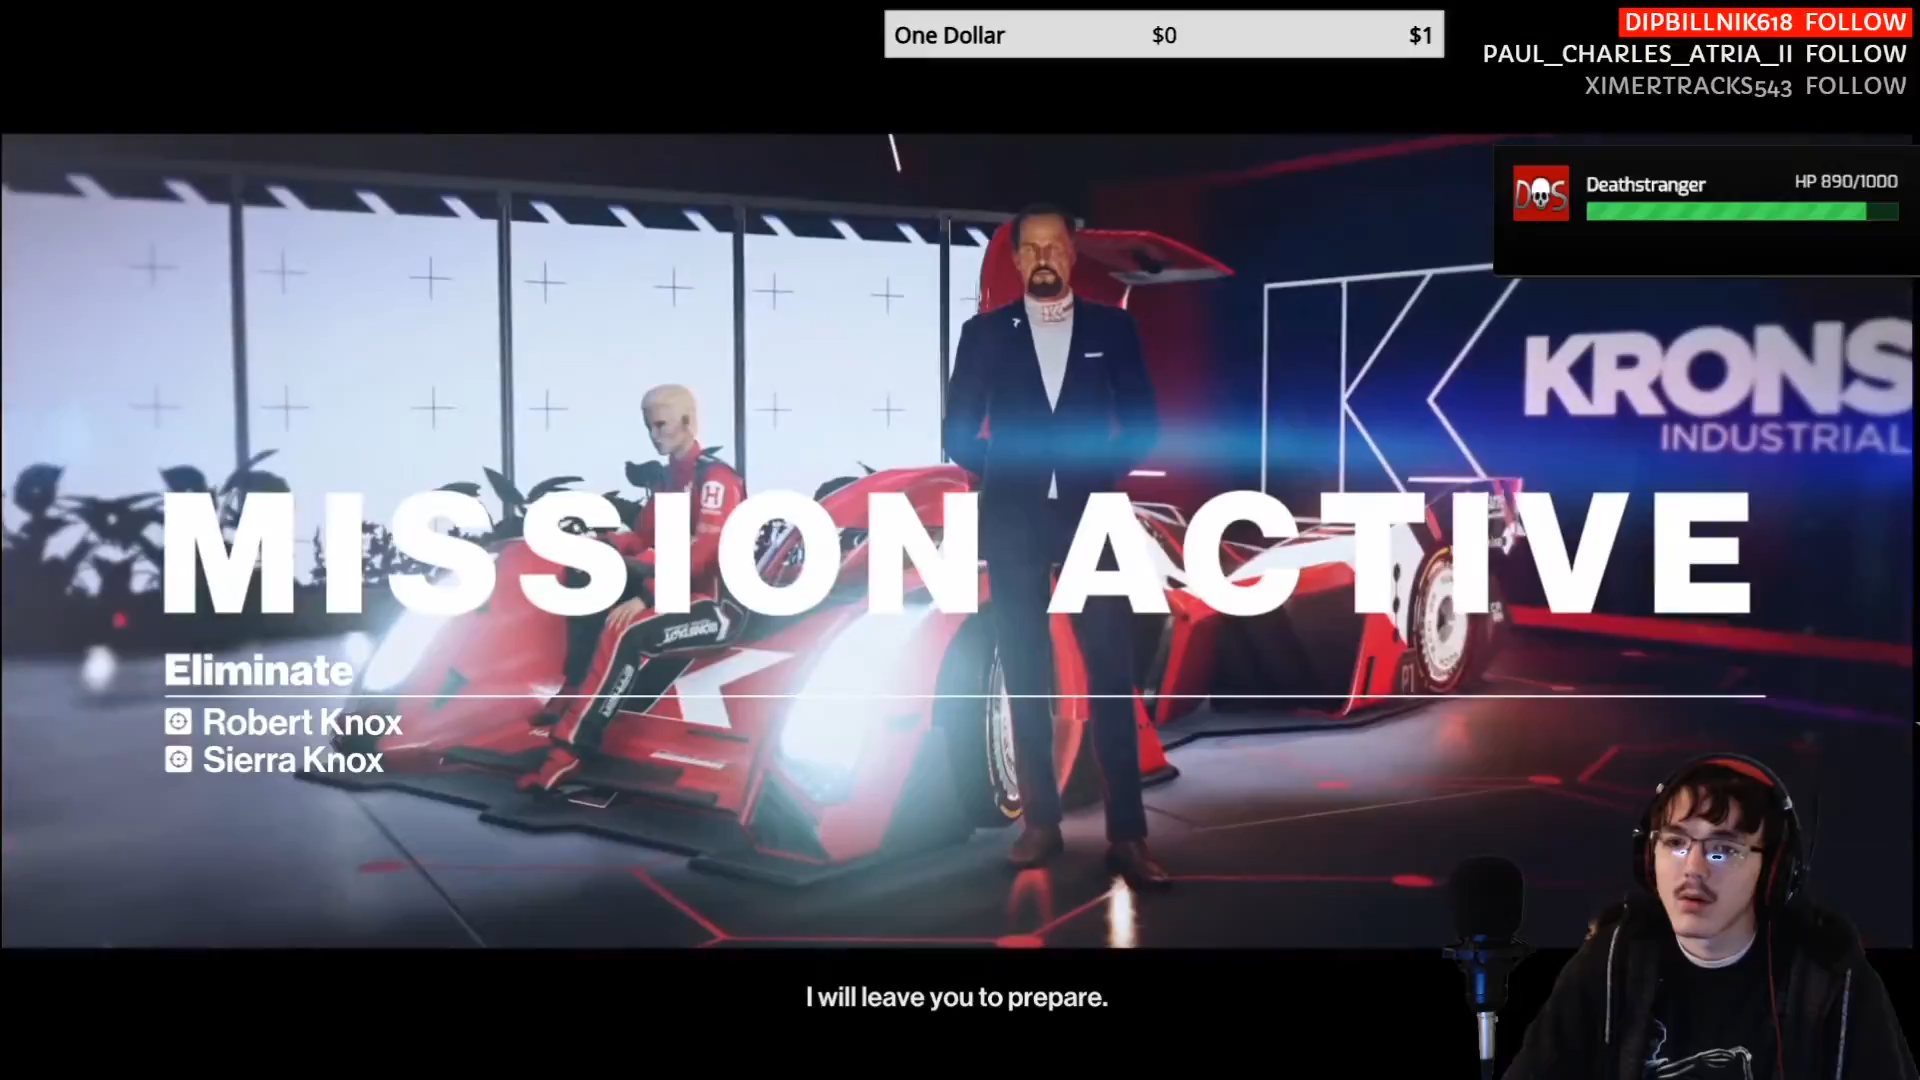 One Dollar $0 $1
DIPBILLNIK618 FOLLOW
PAUL_CHARLES_ATRIA_II FOLLOW
XIMERTRACKS543 FOLLOW
DOS
Deathstranger HP 890/1000
KRONS
INDUSTRIAL
MISSION ACTIVE
Eliminate
Robert Knox
Sierra Knox
I will leave you to prepare.